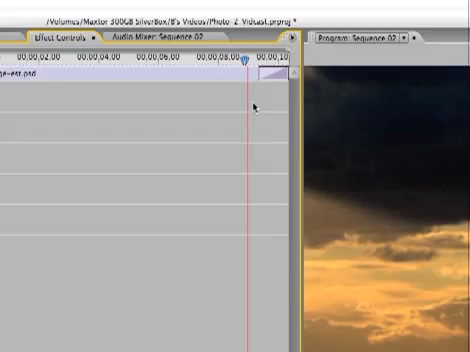 /Volumes/Maxtor 300GB SilverBox/B's Videos/Photo 2 Vidcast.prproj *
Effect Controls
Audio Mixer: Sequence 02
Program: Sequence 02
00;00;02;00 00;00;04;00 00;00;06;00 00;00;08;00 00;00;10
ge-est.psd